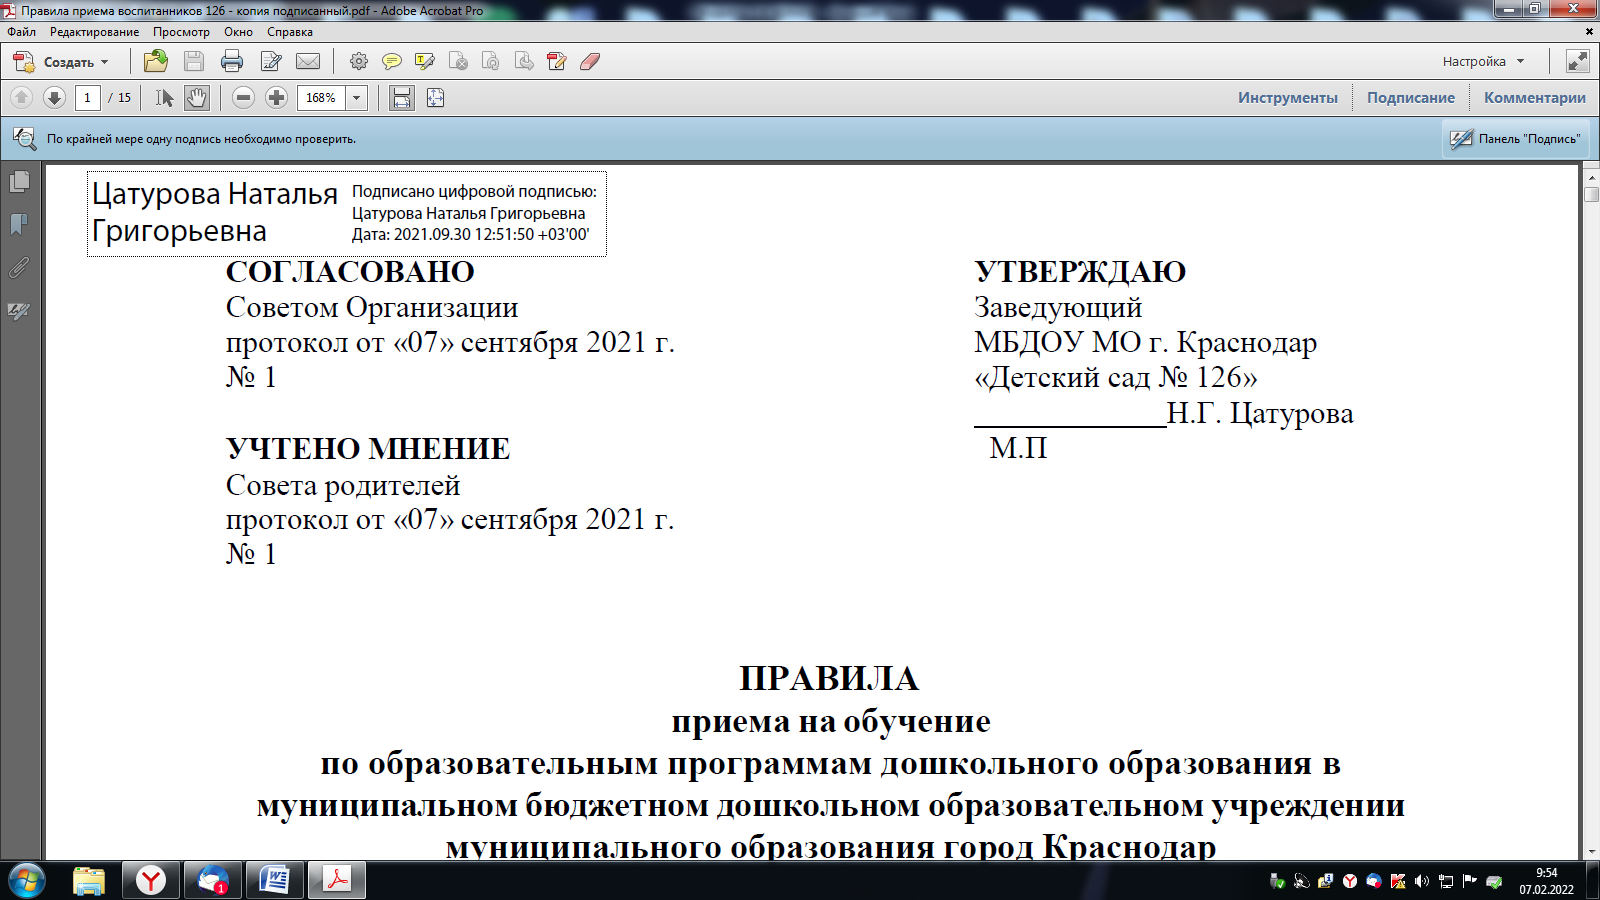 Правила приема воспитанников 126 - копия подписанный.pdf - Adobe Acrobat Pro
Файл Редактирование Просмотр Окно Справка
Создать
Настройка
1 / 15
168%
Инструменты Подписание Комментарии
По крайней мере одну подпись необходимо проверить.
Панель "Подпись"
Цатурова Наталья
Григорьевна
Подписано цифровой подписью:
Цатурова Наталья Григорьевна
Дата: 2021.09.30 12:51:50 +03'00'
СОГЛАСОВАНО
Советом Организации
протокол от «07» сентября 2021 г.
№ 1
УЧТЕНО МНЕНИЕ
Совета родителей
протокол от «07» сентября 2021 г.
№ 1
УТВЕРЖДАЮ
Заведующий
МБДОУ МО г. Краснодар
«Детский сад № 126»
____________Н.Г. Цатурова
М.П
ПРАВИЛА
приема на обучение
по образовательным программам дошкольного образования в
муниципальном бюджетном дошкольном образовательном учреждении
муниципального образования город Краснодар
1
9:54
07.02.2022